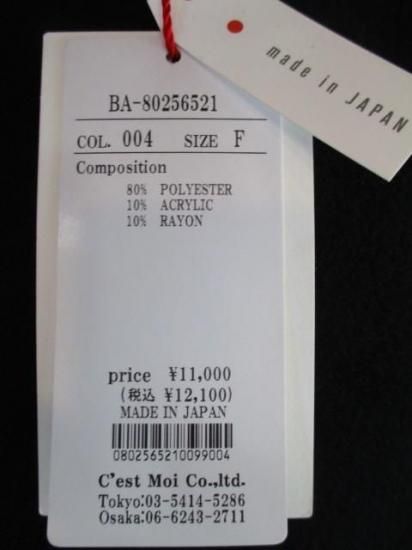 made in JAPAN
BA-80256521
COL. 004 SIZE F
Composition
80% POLYESTER
10% ACRYLIC
10% RAYON
price ¥11,000
(税込 ¥12,100)
MADE IN JAPAN
0802565210099004
C'est Moi Co.,ltd.
Tokyo:03-5414-5286
Osaka:06-6243-2711